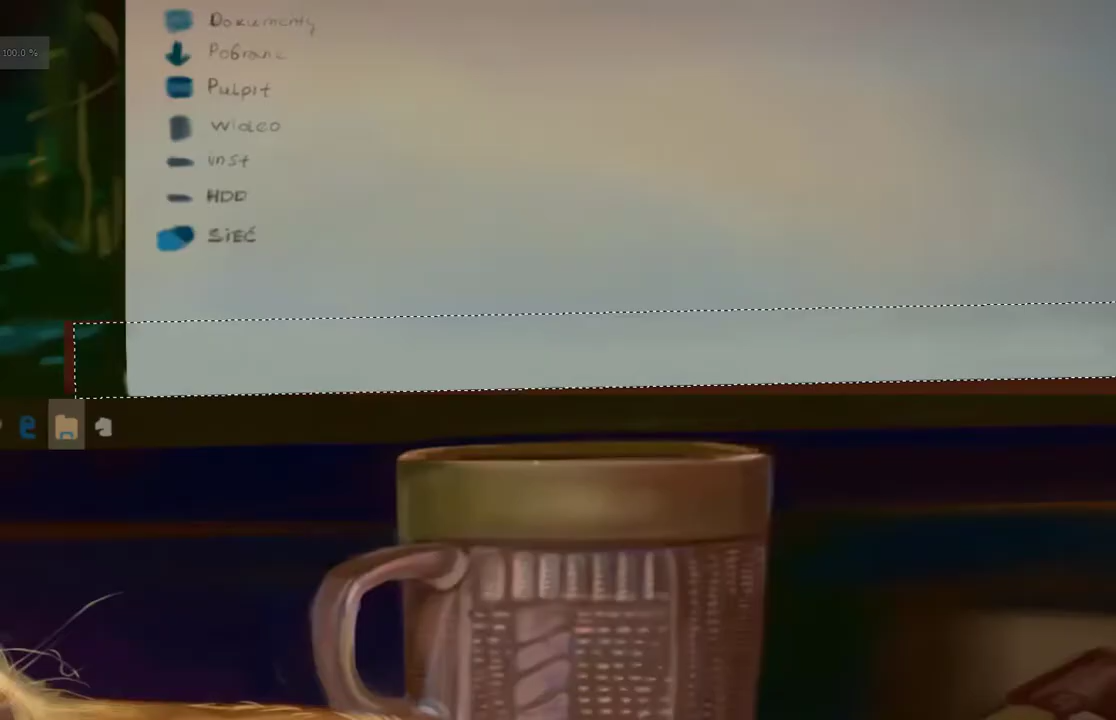 Dokumenty
100.0 %
Pobrane
Pulpit
Wideo
inst
HDD
SIEĆ